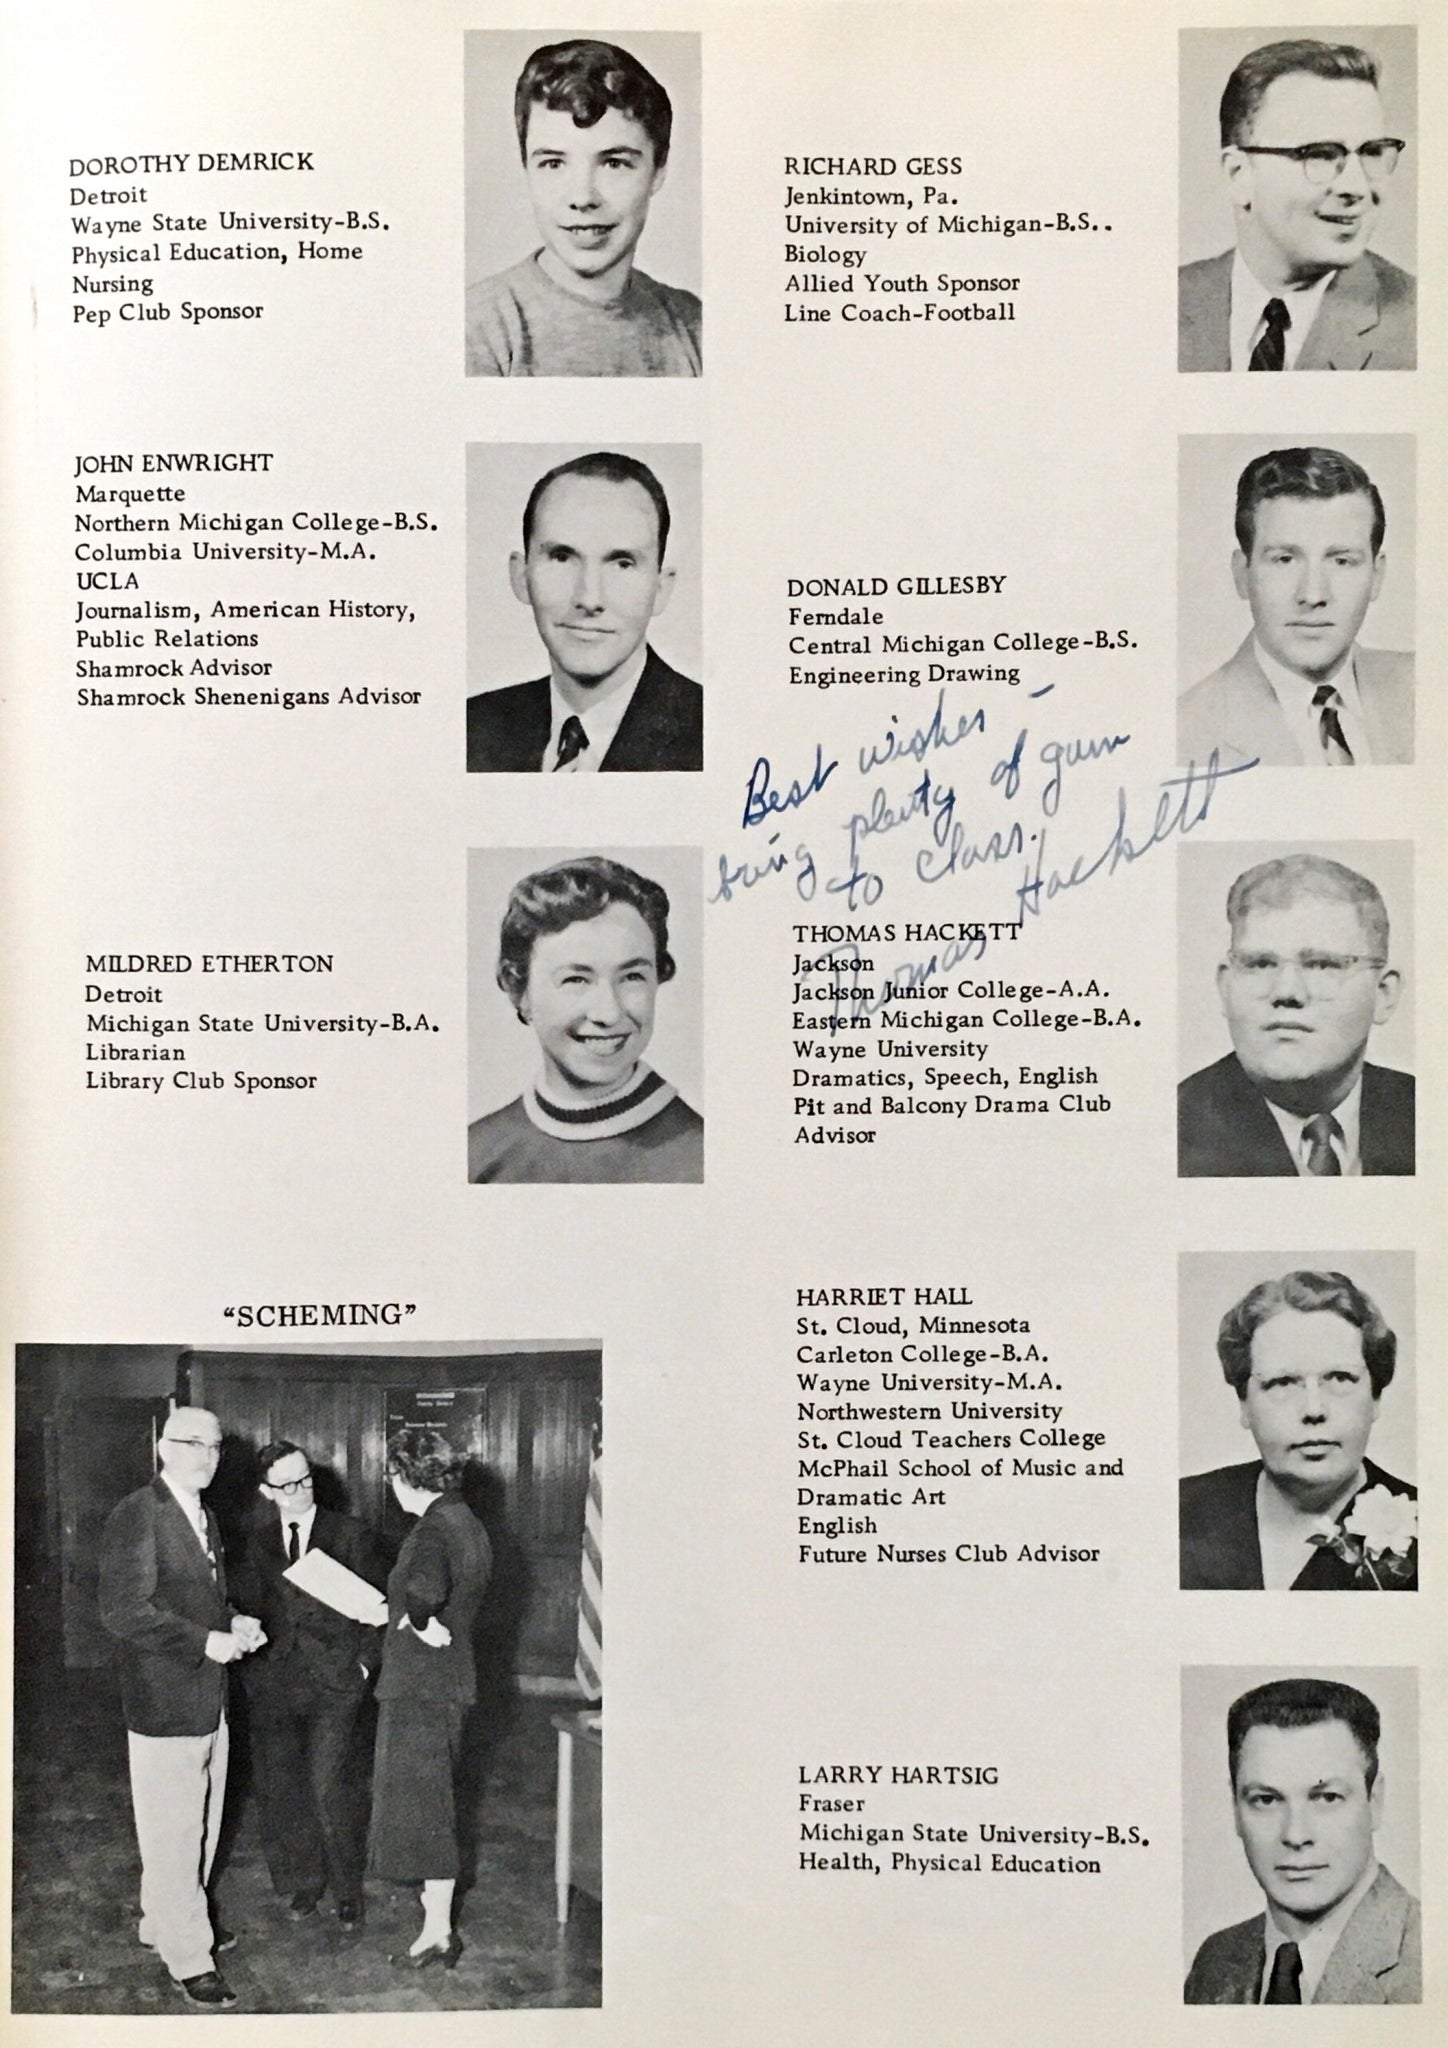 DOROTHY DEMRICK
Detroit
Wayne State University-B.S.
Physical Education, Home
Nursing
Pep Club Sponsor
JOHN ENWRIGHT
Marquette
Northern Michigan College-B.S.
Columbia University-M.A.
UCLA
Journalism, American History,
Public Relations
Shamrock Advisor
Shamrock Shenenigans Advisor
MILDRED ETHERTON
Detroit
Michigan State University-B.A.
Librarian
Library Club Sponsor
"SCHEMING"
RICHARD GESS
Jenkintown, Pa.
University of Michigan-B.S..
Biology
Allied Youth Sponsor
Line Coach-Football
DONALD GILLESBY
Ferndale
Central Michigan College-B.S.
Engineering Drawing
Best wishes -
bring plenty of gum
to class.
Thomas Hackett
THOMAS HACKETT
Jackson
Jackson Junior College-A.A.
Eastern Michigan College-B.A.
Wayne University
Dramatics, Speech, English
Pit and Balcony Drama Club
Advisor
HARRIET HALL
St. Cloud, Minnesota
Carleton College-B.A.
Wayne University-M.A.
Northwestern University
St. Cloud Teachers College
McPhail School of Music and
Dramatic Art
English
Future Nurses Club Advisor
LARRY HARTSIG
Fraser
Michigan State University-B.S.
Health, Physical Education